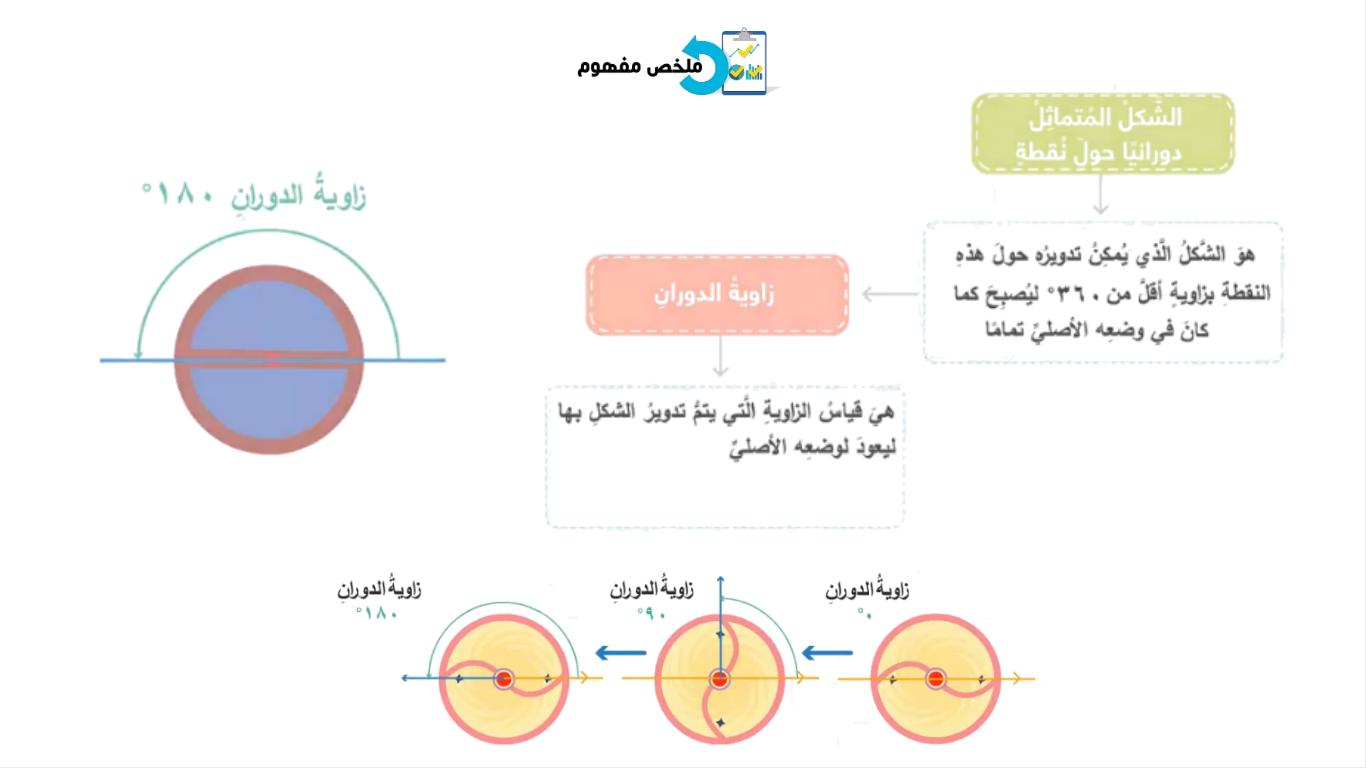 ملخص مفهوم
الشَّكلُ المُتماثِلُ
دورانيًا حولَ نُقطةٍ
هوَ الشَّكلُ الَّذي يُمكِنُ تدويرُه حولَ هذهِ
النقطةِ بزاويةٍ أقلَّ من ٣٦٠° ليُصبِحَ كما
كانَ في وضعِه الأصليِّ تمامًا
زاويةُ الدورانِ
هيَ قياسُ الزاويةِ الَّتي يتمُّ تدويرُ الشكلِ بها
ليعودَ لوضعِه الأصليِّ
زاويةُ الدورانِ ١٨٠°
زاويةُ الدورانِ
٠°
زاويةُ الدورانِ
٩٠°
زاويةُ الدورانِ
١٨٠°